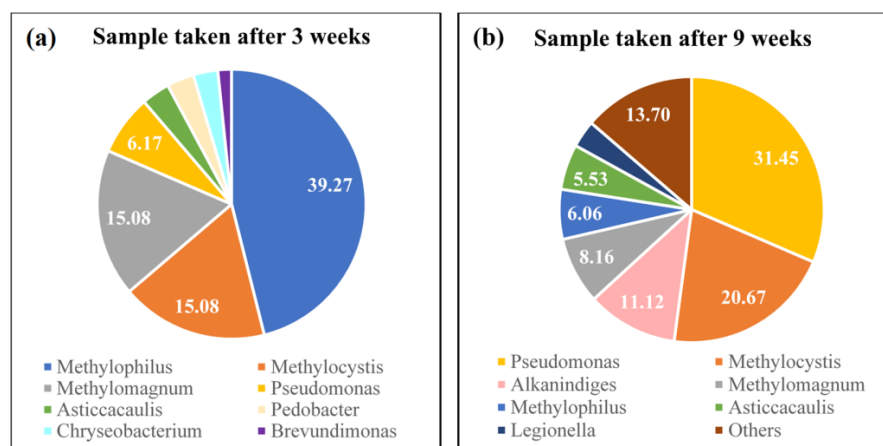 (a) Sample taken after 3 weeks
39.27
15.08
15.08
6.17
Methylophilus Methylocystis
Methylomagnum Pseudomonas
Asticcacaulis Pedobacter
Chryseobacterium Brevundimonas
(b) Sample taken after 9 weeks
31.45
20.67
11.12
8.16
6.06
5.53
13.70
Pseudomonas Methylocystis
Alkanindiges Methylomagnum
Methylophilus Asticcacaulis
Legionella Others